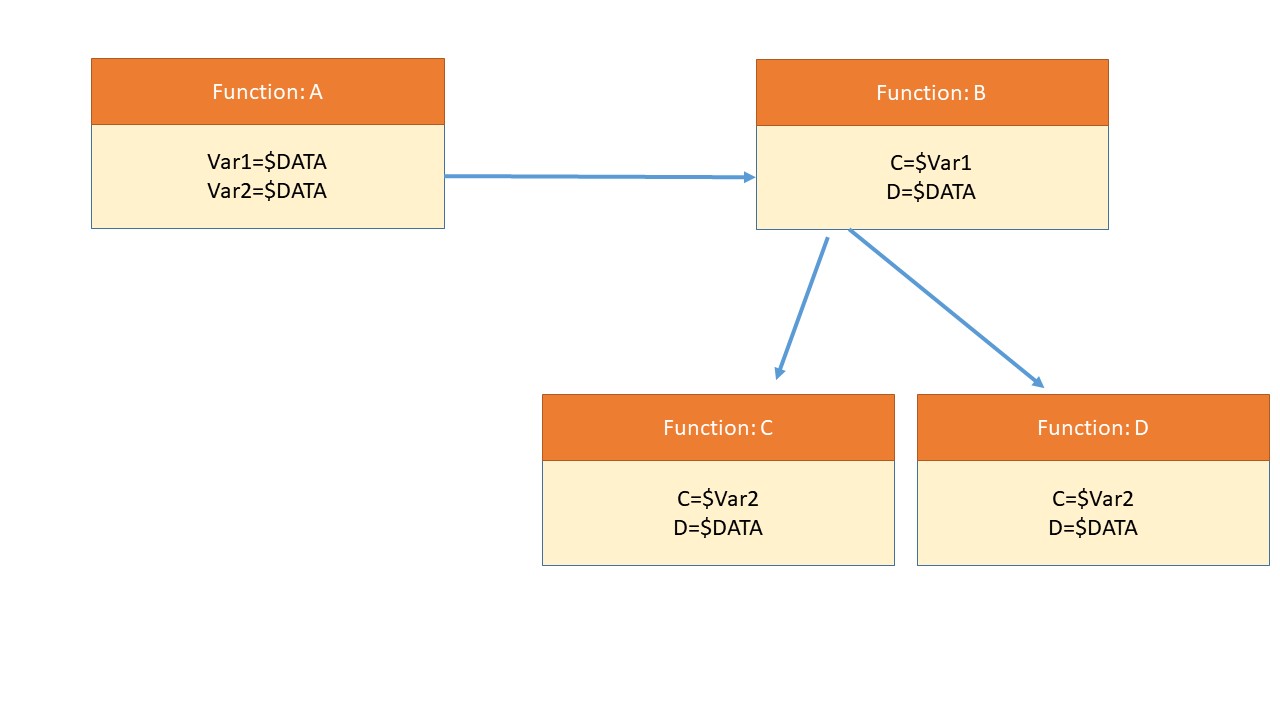 Function: A
Var1=$DATA
Var2=$DATA
Function: B
C=$Var1
D=$DATA
Function: C
C=$Var2
D=$DATA
Function: D
C=$Var2
D=$DATA